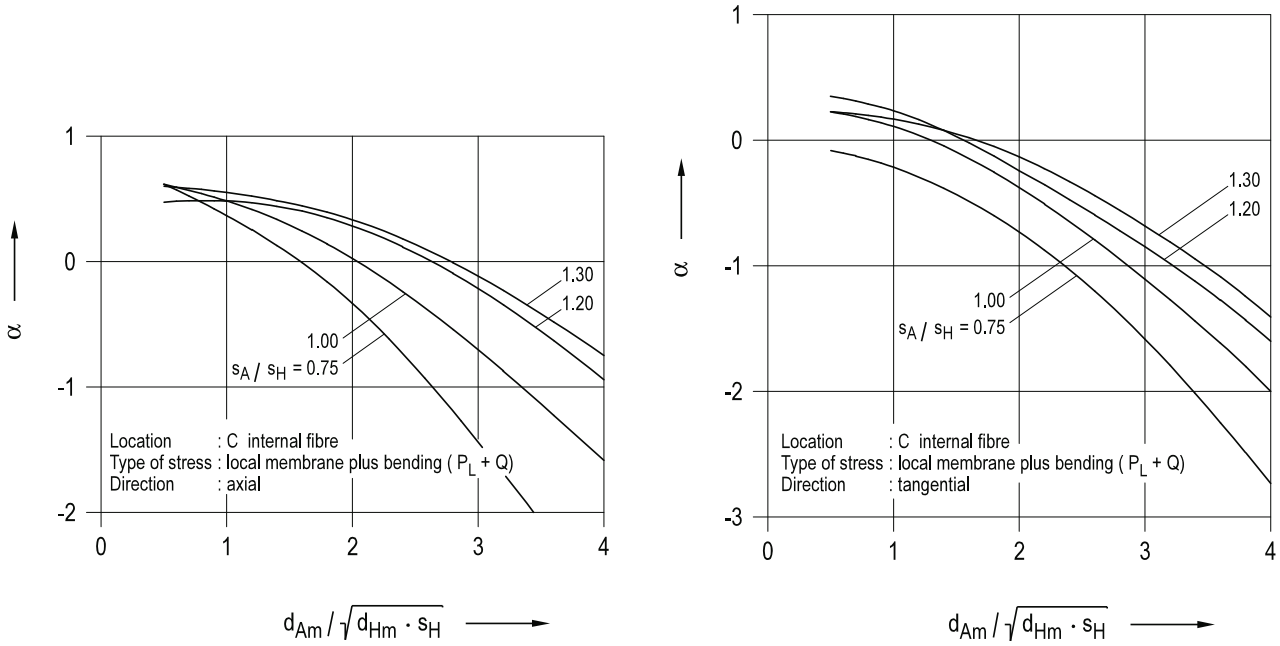 1
0
-1
-2
0
1
2
3
4
α
1.30
1.20
1.00
s_A / s_H = 0.75
Location : C internal fibre
Type of stress : local membrane plus bending ( P_L + Q)
Direction : axial
d_Am / √d_Hm · s_H
1
0
-1
-2
-3
0
1
2
3
4
α
1.30
1.20
1.00
s_A / s_H = 0.75
Location : C internal fibre
Type of stress : local membrane plus bending ( P_L + Q)
Direction : tangential
d_Am / √d_Hm · s_H